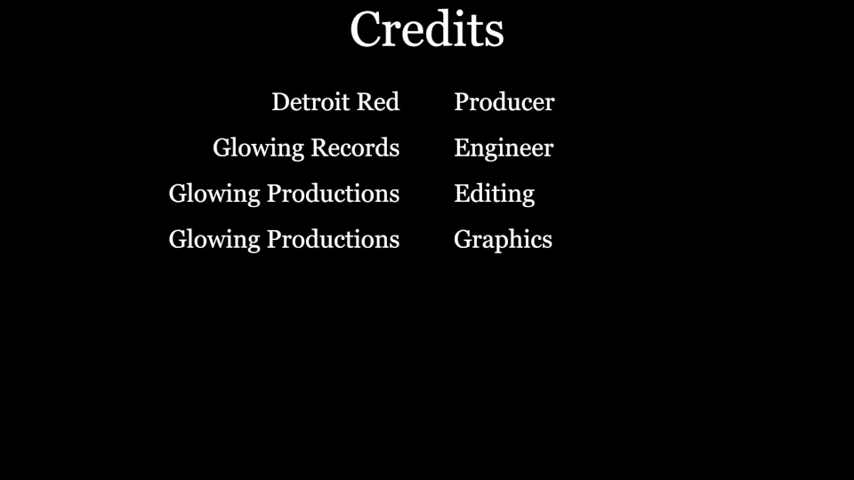 Credits
Detroit Red Producer
Glowing Records Engineer
Glowing Productions Editing
Glowing Productions Graphics